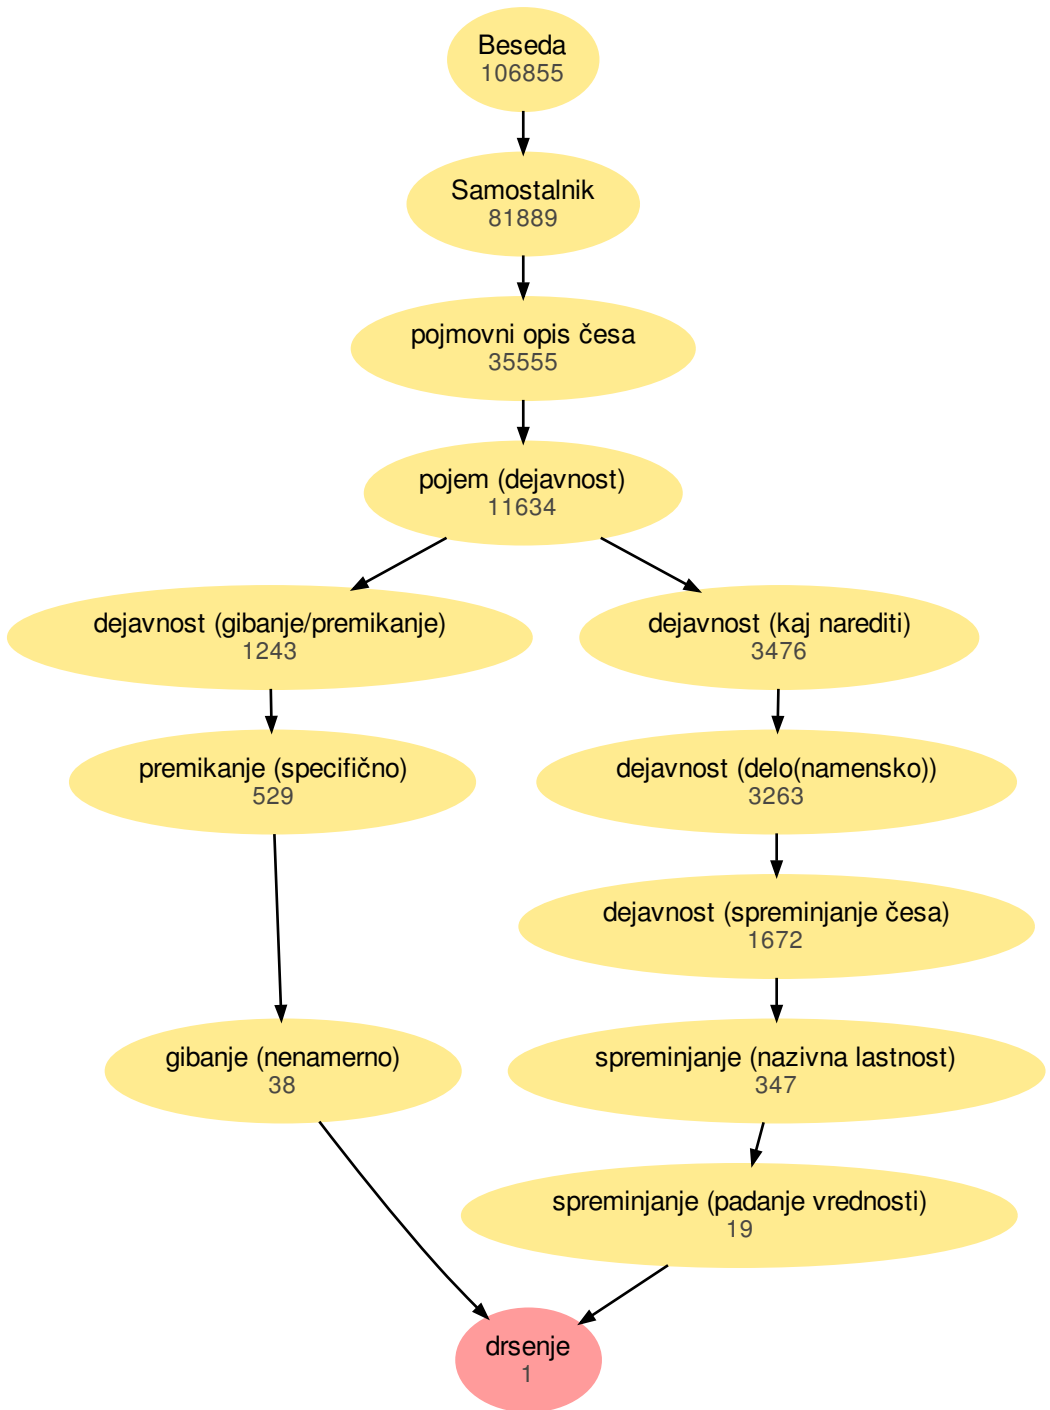 Beseda
106855
Samostalnik
81889
pojmovni opis česa
35555
pojem (dejavnost)
11634
dejavnost (gibanje/premikanje)
1243
dejavnost (kaj narediti)
3476
premikanje (specifično)
529
dejavnost (delo(namensko))
3263
dejavnost (spreminjanje česa)
1672
gibanje (nenamerno)
38
spreminjanje (nazivna lastnost)
347
spreminjanje (padanje vrednosti)
19
drsenje
1